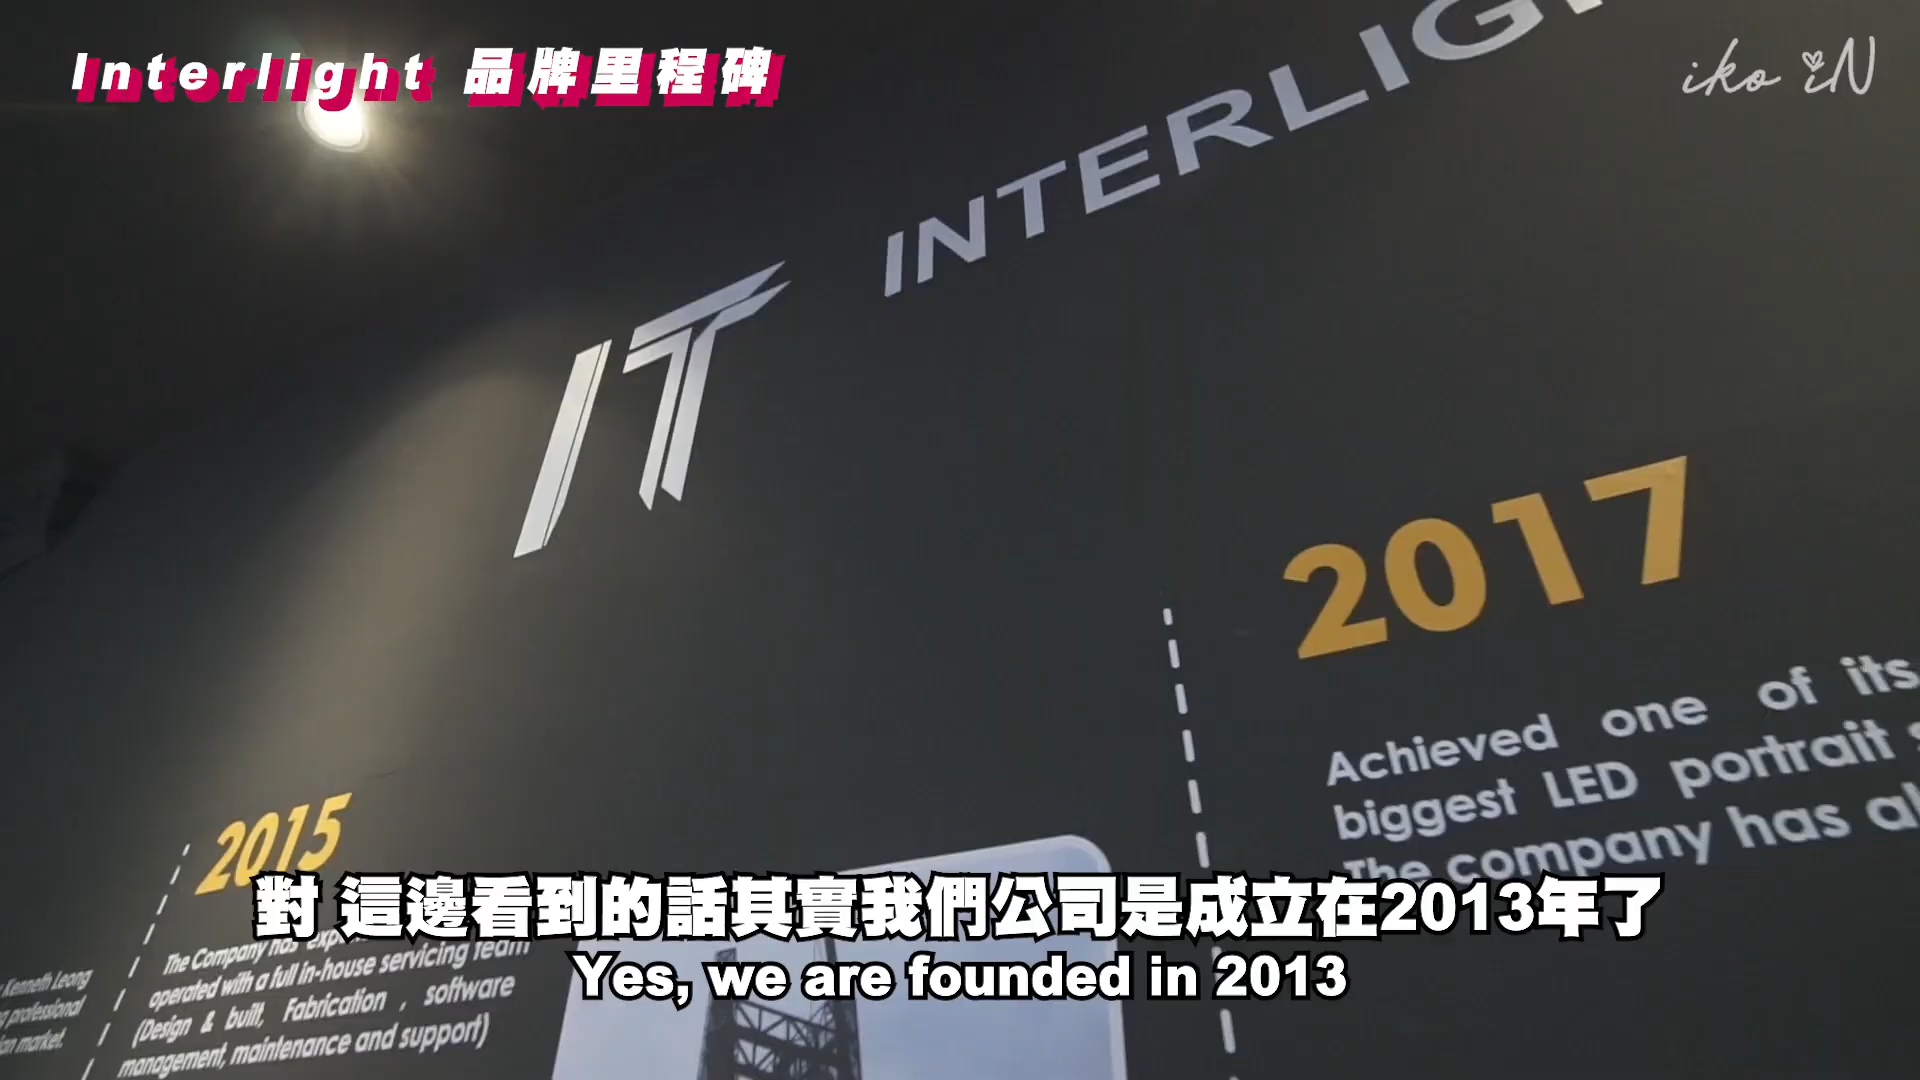 Interlight 品牌里程碑
iko iN
INTERLIG
IT
2017
Achieved one of its
biggest LED portrait
The company has
2015
The Company has
operated with a full in-house servicing team
(Design & built, Fabrication , software
management, maintenance and support)
Kenneth Leong
professional
market.
對 這邊看到的話其實我們公司是成立在2013年了
Yes, we are founded in 2013